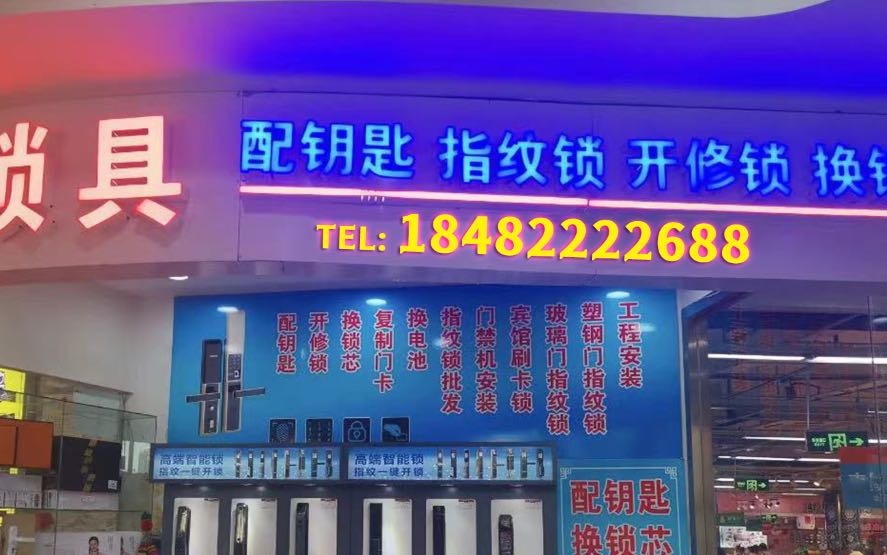 锁具
配钥匙 指纹锁 开修锁 换锁
TEL: 18482222688
配钥匙
开修锁
换锁芯
复制门卡
换电池
指纹锁批发
门禁机安装
宾馆刷卡锁
玻璃门指纹锁
塑钢门指纹锁
工程安装
高端智能锁
指纹一键开锁
高端智能锁
指纹一键开锁
配钥匙
换锁芯
EXIT